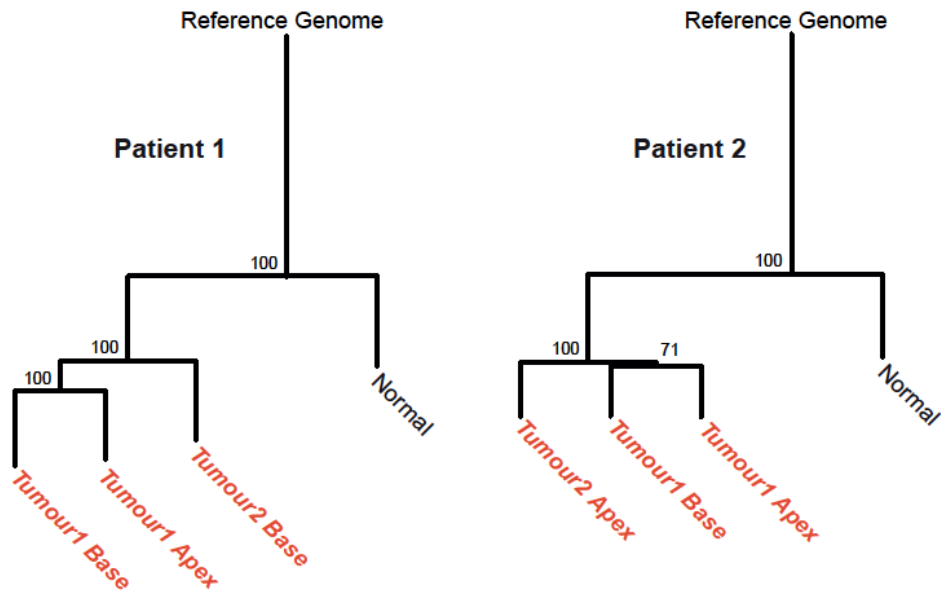 Reference Genome
Patient 1
100
100
100
Normal
Tumour1 Base
Tumour1 Apex
Tumour2 Base
Reference Genome
Patient 2
100
100
71
Normal
Tumour2 Apex
Tumour1 Base
Tumour1 Apex